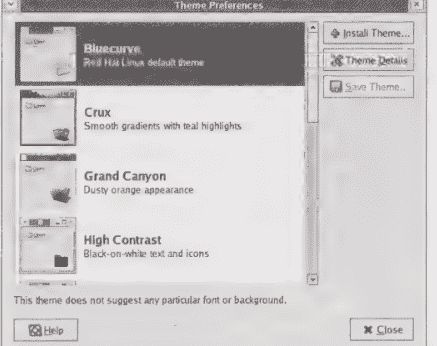 Theme Preferences
Bluecurve
Red Hat Linux default theme
Crux
Smooth gradients with teal highlights
Grand Canyon
Dusty orange appearance
High Contrast
Black-on-white text and icons
Install Theme...
Theme Details
Save Theme...
This theme does not suggest any particular font or background.
Help
Close